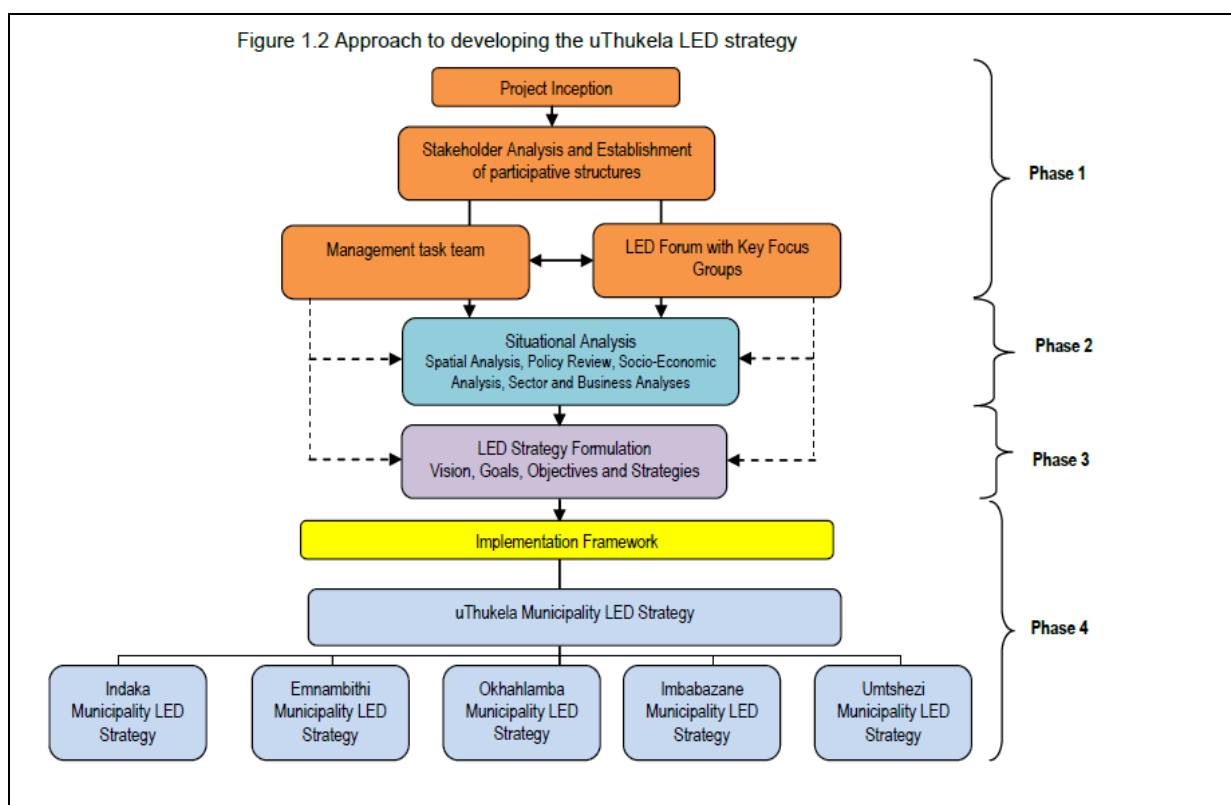 Figure 1.2 Approach to developing the uThukela LED strategy
Project Inception
Stakeholder Analysis and Establishment
of participative structures
Phase 1
Management task team
LED Forum with Key Focus
Groups
Situational Analysis
Spatial Analysis, Policy Review, Socio-Economic
Analysis, Sector and Business Analyses
Phase 2
LED Strategy Formulation
Vision, Goals, Objectives and Strategies
Phase 3
Implementation Framework
uThukela Municipality LED Strategy
Phase 4
Indaka
Municipality LED
Strategy
Emnambithi
Municipality LED
Strategy
Okhahlamba
Municipality LED
Strategy
Imbabazane
Municipality LED
Strategy
Umtshezi
Municipality LED
Strategy